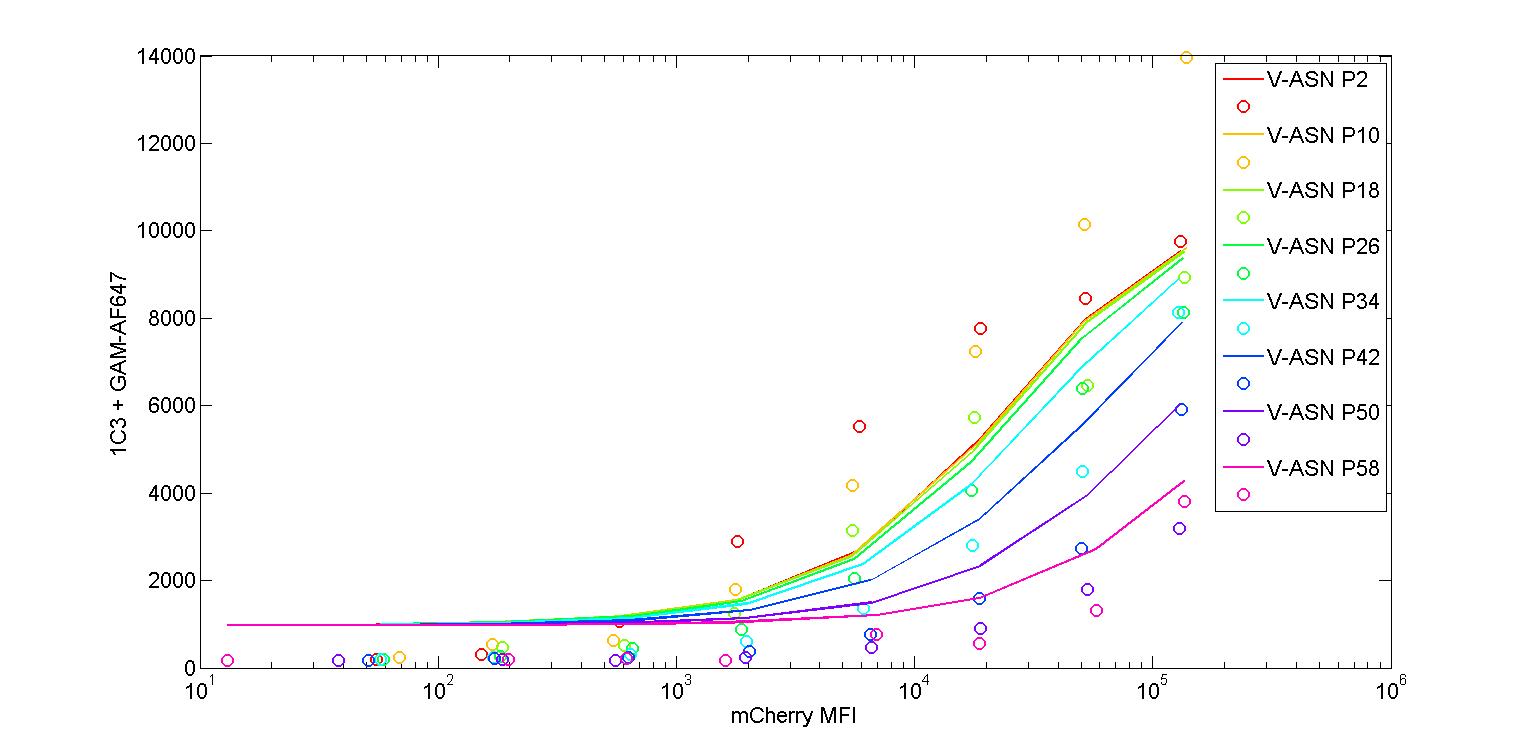 14000
12000
10000
8000
6000
4000
2000
0
1C3 + GAM-AF647
10^1
10^2
10^3
10^4
10^5
10^6
mCherry MFI
V-ASN P2
V-ASN P10
V-ASN P18
V-ASN P26
V-ASN P34
V-ASN P42
V-ASN P50
V-ASN P58